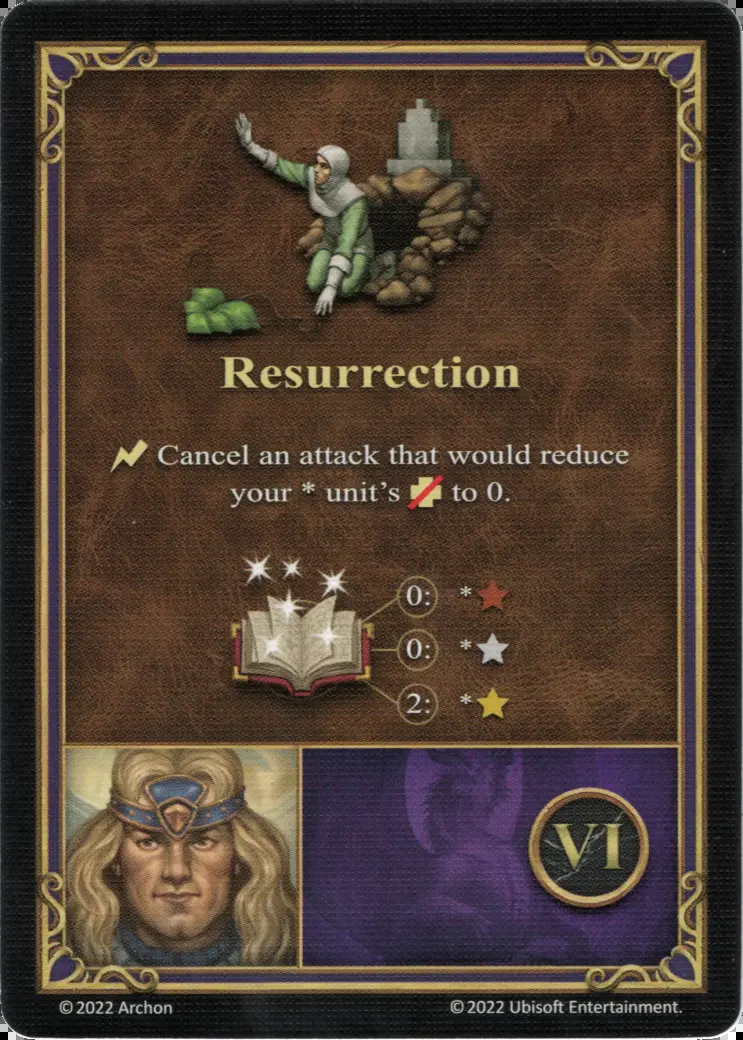 Resurrection
Cancel an attack that would reduce
your * unit's to 0.
0: *
0: *
2: *
VI
© 2022 Archon
© 2022 Ubisoft Entertainment.